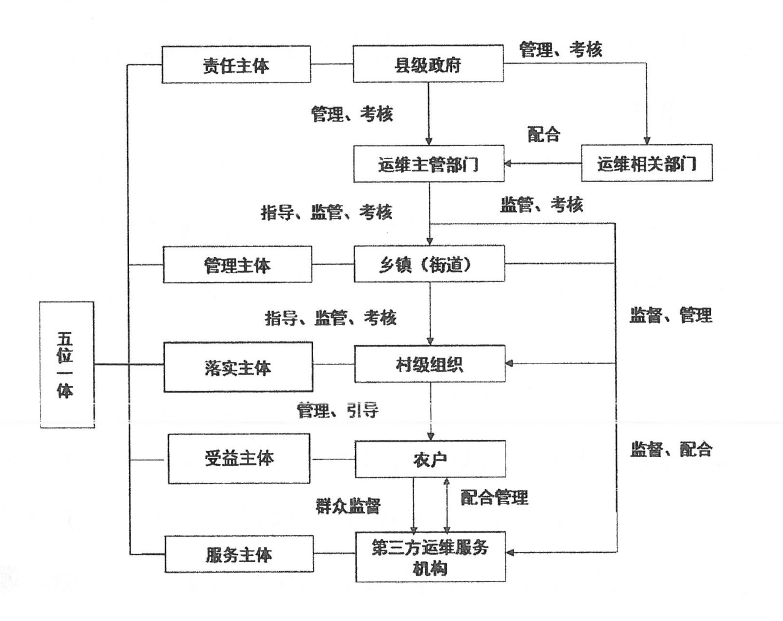 管理、考核
责任主体
县级政府
管理、考核
配合
运维主管部门
运维相关部门
指导、监管、考核
监管、考核
管理主体
乡镇（街道）
五位一体
指导、监管、考核
监督、管理
落实主体
村级组织
管理、引导
受益主体
农户
监督、配合
群众监督
配合管理
服务主体
第三方运维服务
机构